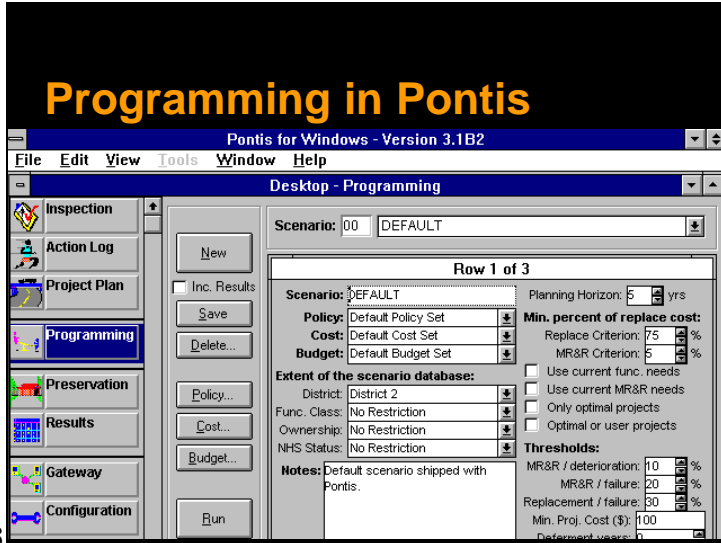 Programming in Pontis
Pontis for Windows - Version 3.1B2
File Edit View Tools Window Help
Desktop - Programming
Inspection
Action Log
Project Plan
Programming
Preservation
Results
Gateway
Configuration
New
Inc. Results
Save
Delete...
Policy...
Cost...
Budget...
Run
Scenario: 00 DEFAULT
Row 1 of 3
Scenario: DEFAULT
Policy: Default Policy Set
Cost: Default Cost Set
Budget: Default Budget Set
Extent of the scenario database:
District: District 2
Func. Class: No Restriction
Ownership: No Restriction
NHS Status: No Restriction
Notes: Default scenario shipped with
Pontis.
Planning Horizon: 5 yrs
Min. percent of replace cost:
Replace Criterion: 75 %
MR&R Criterion: 5 %
Use current func. needs
Use current MR&R needs
Only optimal projects
Optimal or user projects
Thresholds:
MR&R / deterioration: 10 %
MR&R / failure: 20 %
Replacement / failure: 30 %
Min. Proj. Cost ($): 100
Deferment years: 0